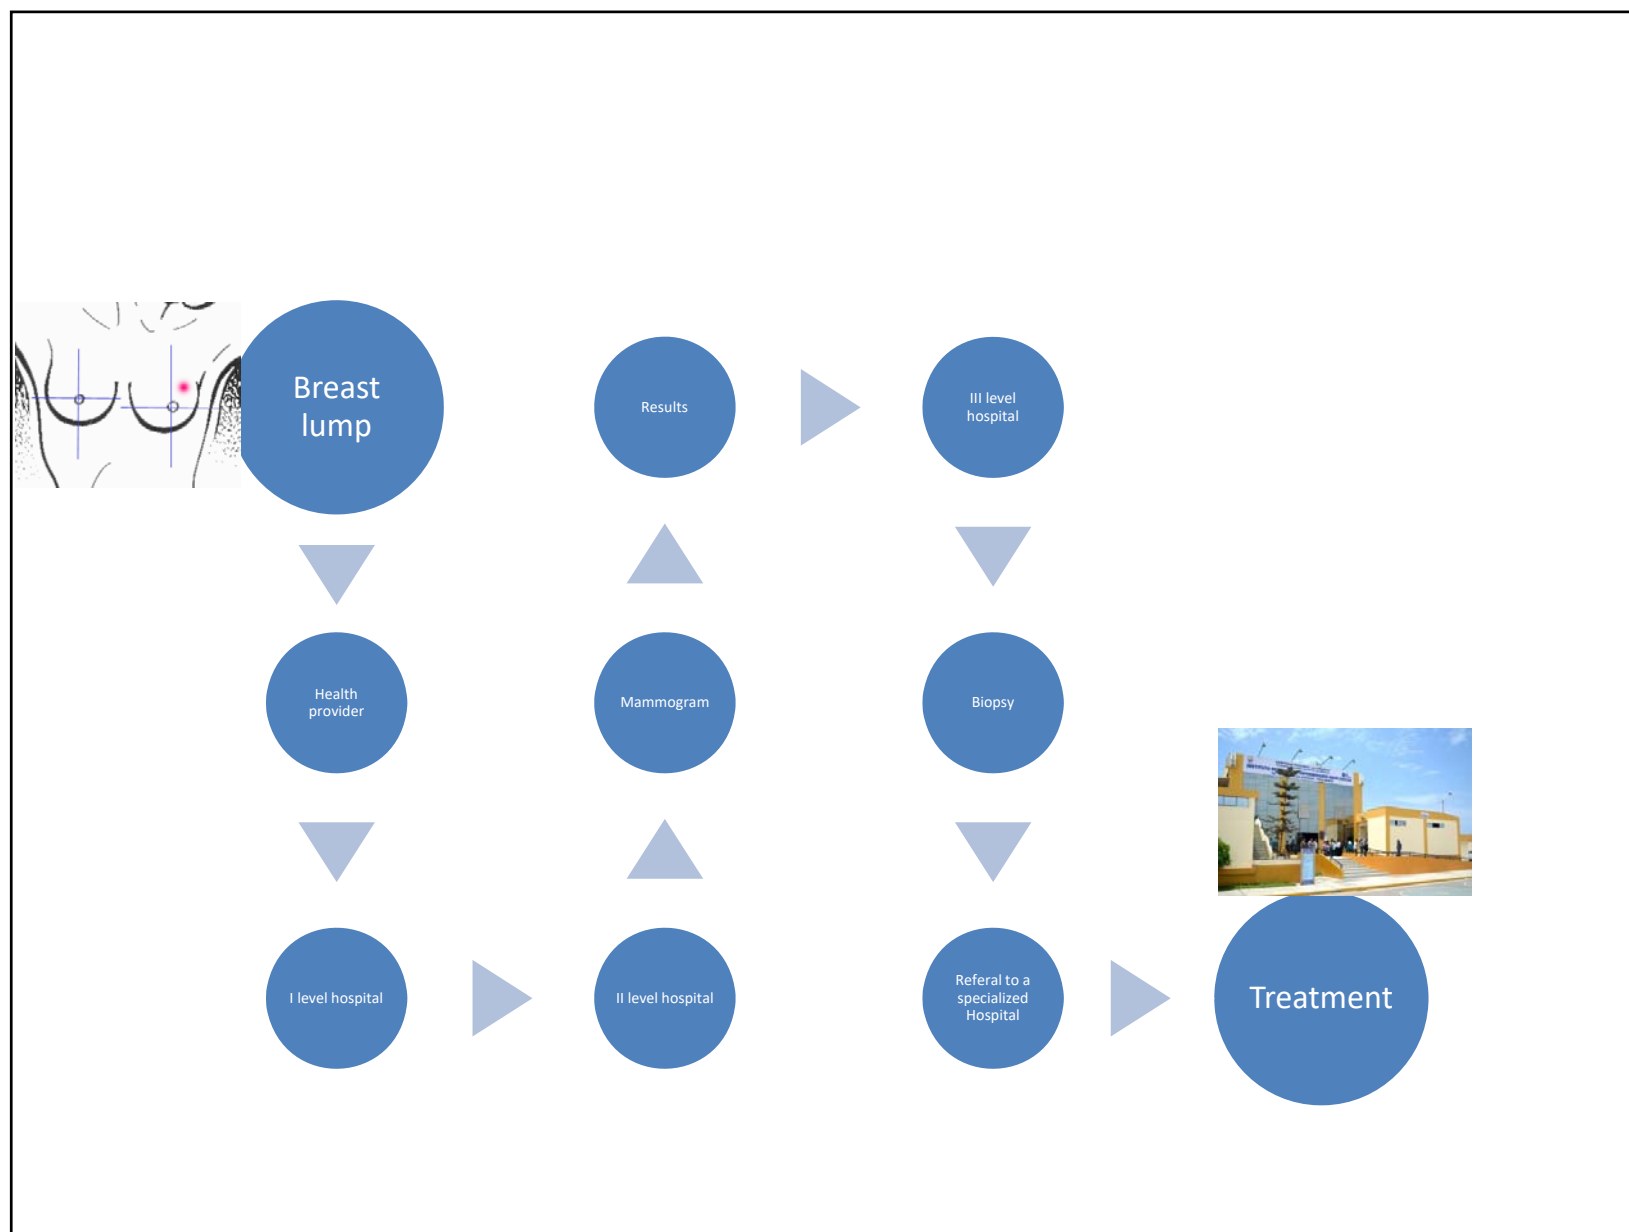 Breast
lump
Health
provider
I level hospital
II level hospital
Mammogram
Results
III level
hospital
Biopsy
Referal to a
specialized
Hospital
Treatment